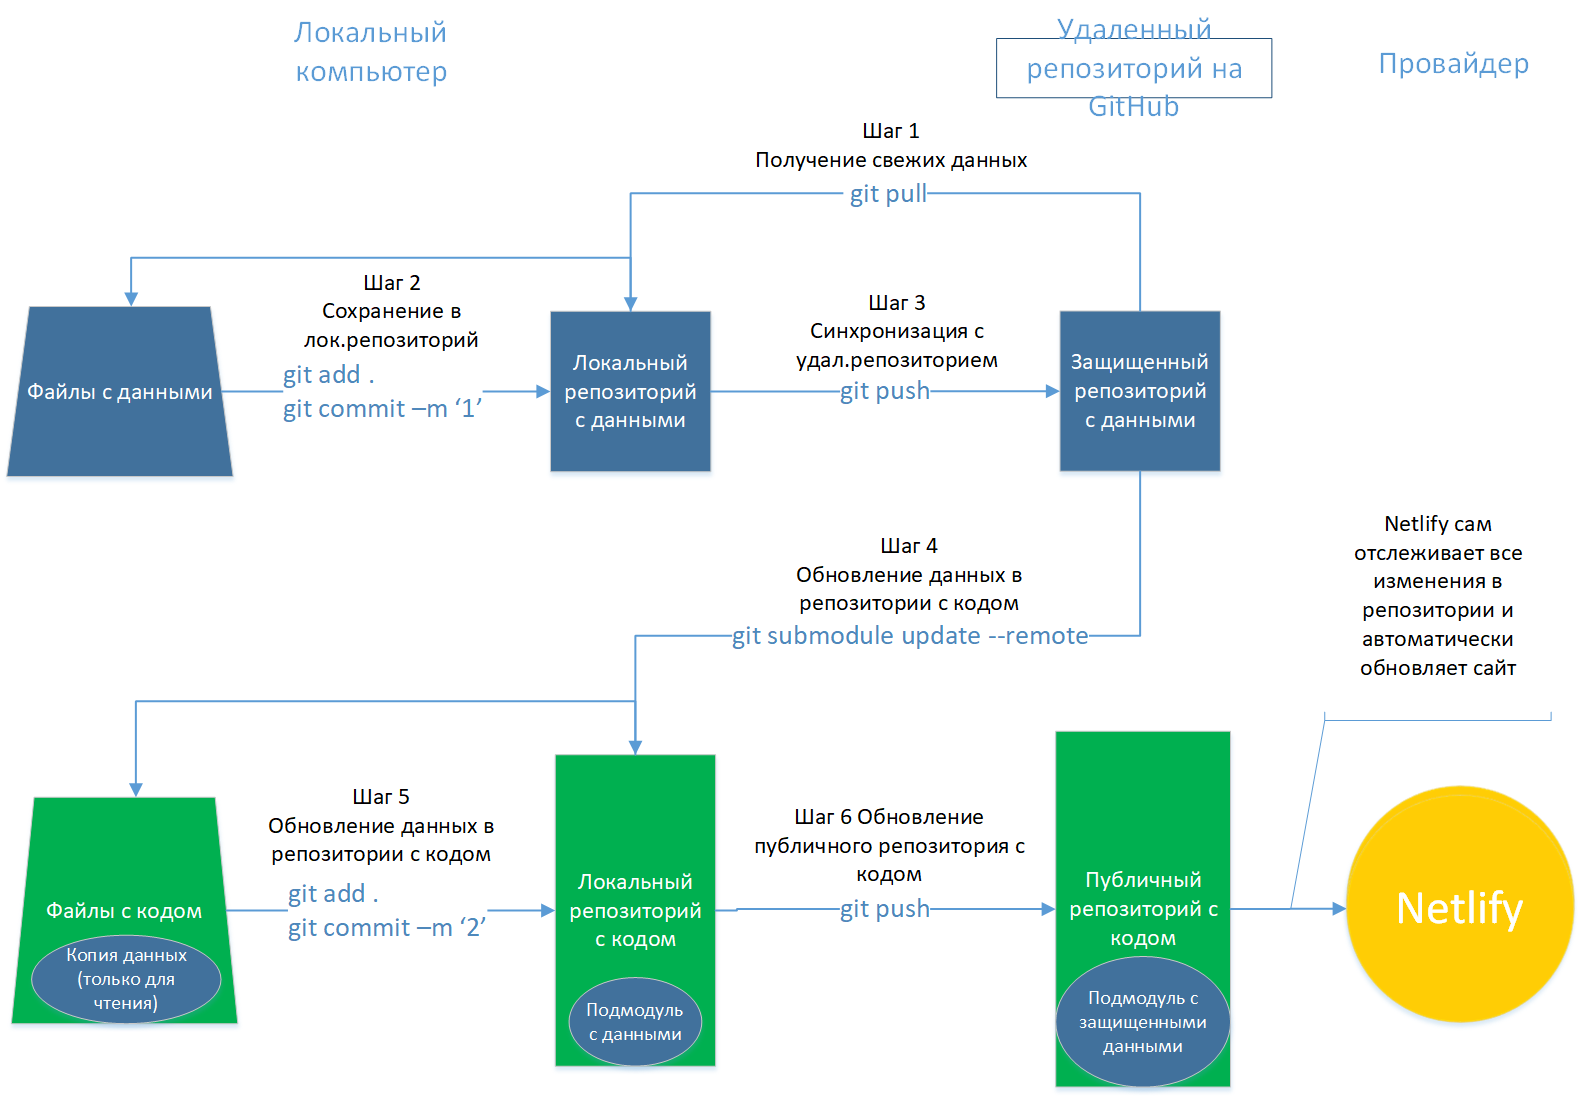 Локальный
компьютер
Удаленный
репозиторий на
GitHub
Провайдер
Шаг 1
Получение свежих данных
git pull
Шаг 2
Сохранение в
лок.репозиторий
git add .
git commit –m ‘1’
Шаг 3
Синхронизация с
удал.репозиторием
git push
Файлы с данными
Локальный
репозиторий
с данными
Защищенный
репозиторий
с данными
Шаг 4
Обновление данных в
репозитории с кодом
git submodule update --remote
Netlify сам
отслеживает все
изменения в
репозитории и
автоматически
обновляет сайт
Шаг 5
Обновление данных в
репозитории с кодом
git add .
git commit –m ‘2’
Шаг 6 Обновление
публичного репозитория с
кодом
git push
Файлы с кодом
Копия данных
(только для
чтения)
Локальный
репозиторий
с кодом
Подмодуль
с данными
Публичный
репозиторий с
кодом
Подмодуль с
защищенными
данными
Netlify